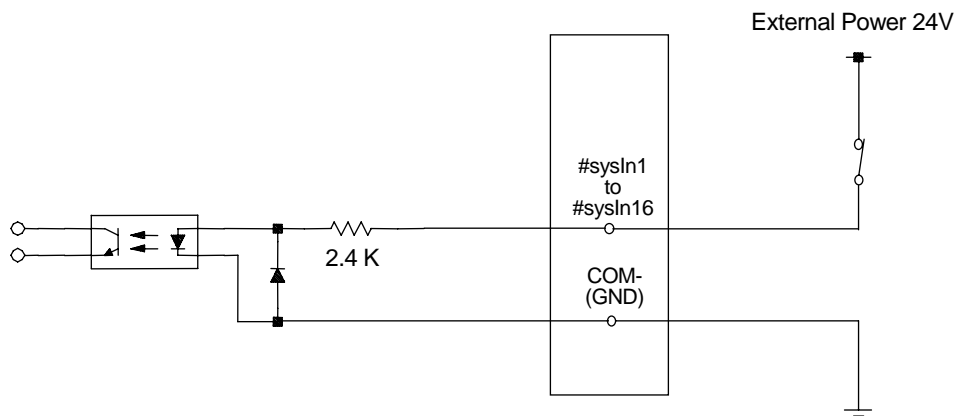 External Power 24V
#sysIn1
to
#sysIn16
2.4 K
COM-
(GND)